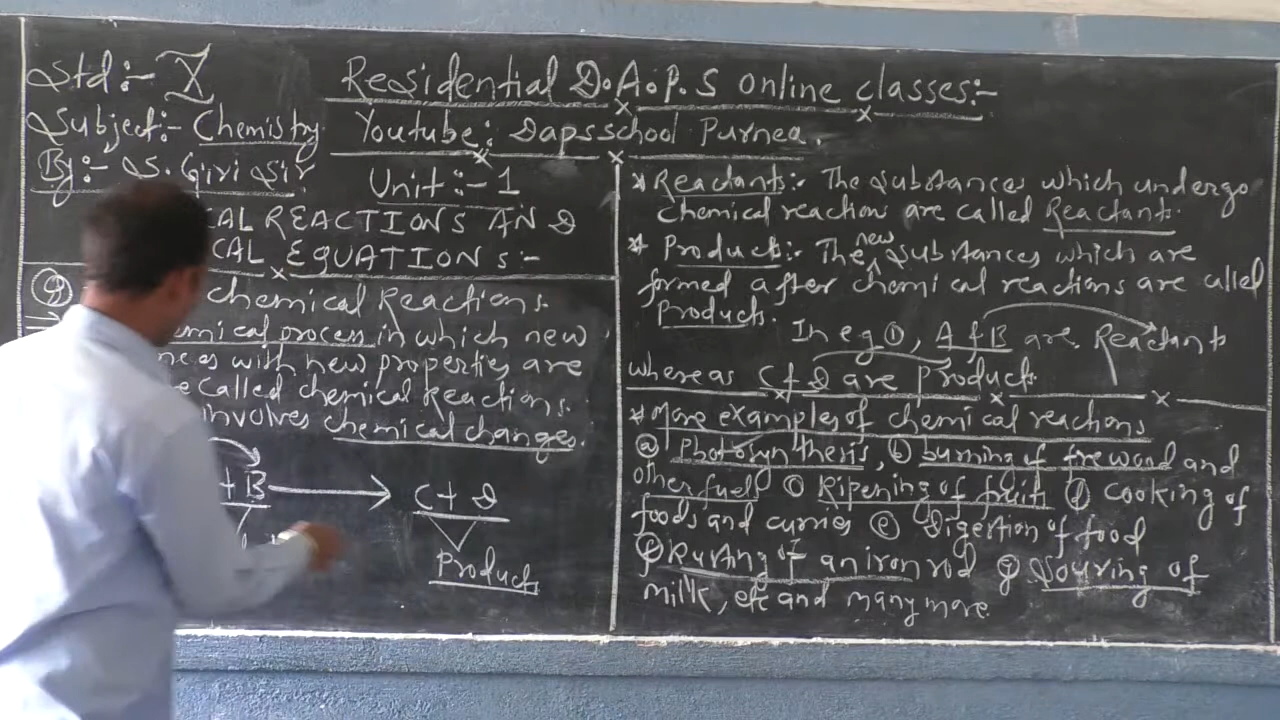 Std:- X
Residential D.A.P.S Online classes:-
Subject:- Chemistry
Youtube: Dapsschool Purnea.
By:- S. Giri Sir
Unit:- 1
CAL REACTIONS AND
CAL EQUATIONS:-
chemical Reactions.
mical process in which new
with new properties are
called chemical Reactions.
involves chemical changes.
+ B → C + D
Products
* Reactants:- The substances which undergo
chemical reaction are called Reactants.
* Products:- The new substances which are
formed after chemical reactions are called
Products.
In eg ①, A & B are Reactants
whereas C + D are Products.
* More examples of chemical reactions
ⓐ Photosynthesis, ⓑ burning of firewood and
other fuels ⓒ Ripening of fruits ⓓ cooking of
foods and curries ⓔ Digestion of food
ⓕ Rusting of an iron rod ⓖ Souring of
milk, etc and many more